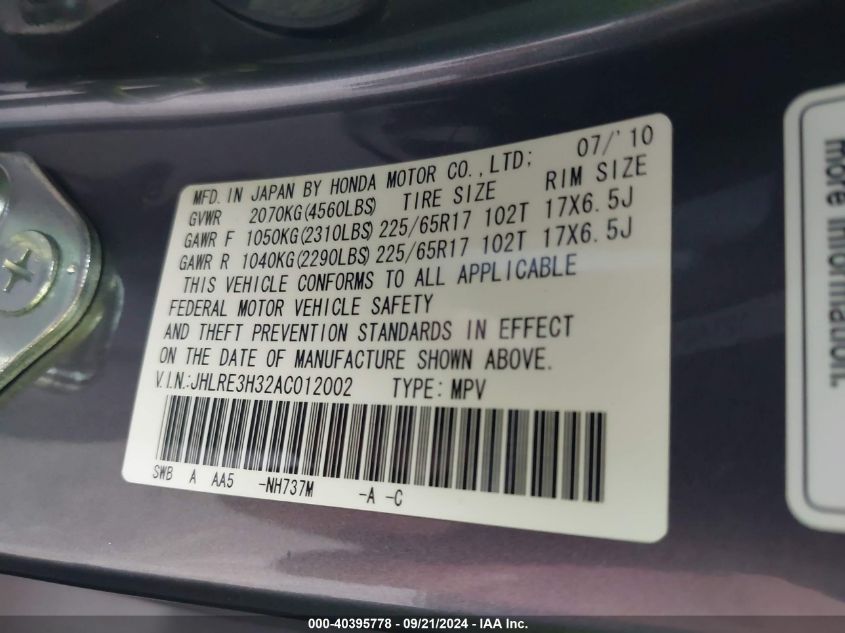 MFD. IN JAPAN BY HONDA MOTOR CO., LTD; 07/'10
GVWR 2070KG(4560LBS) TIRE SIZE RIM SIZE
GAWR F 1050KG(2310LBS) 225/65R17 102T 17X6.5J
GAWR R 1040KG(2290LBS) 225/65R17 102T 17X6.5J
THIS VEHICLE CONFORMS TO ALL APPLICABLE
FEDERAL MOTOR VEHICLE SAFETY
AND THEFT PREVENTION STANDARDS IN EFFECT
ON THE DATE OF MANUFACTURE SHOWN ABOVE.
V.I.N.:JHLRE3H32AC012002 TYPE: MPV
SWB A AA5 -NH737M -A -C
more information.
000-40395778 - 09/21/2024 - IAA Inc.